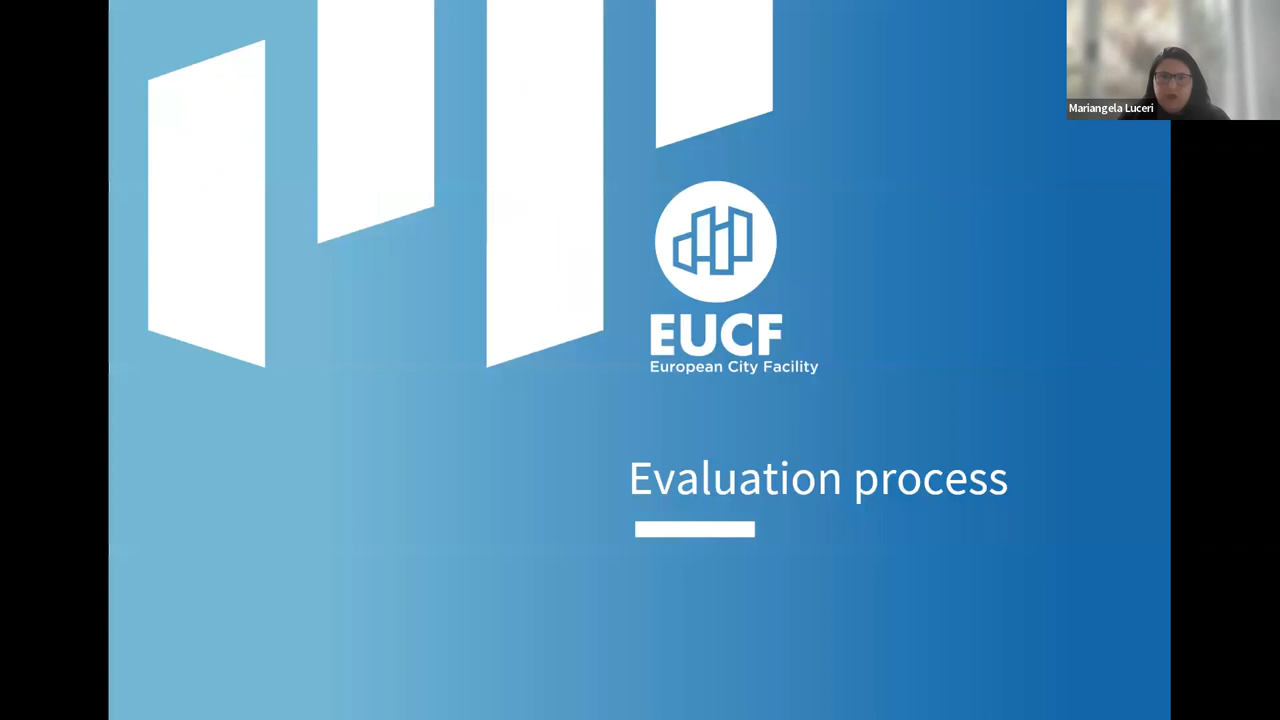 Mariangela Luceri
EUCF
European City Facility
Evaluation process